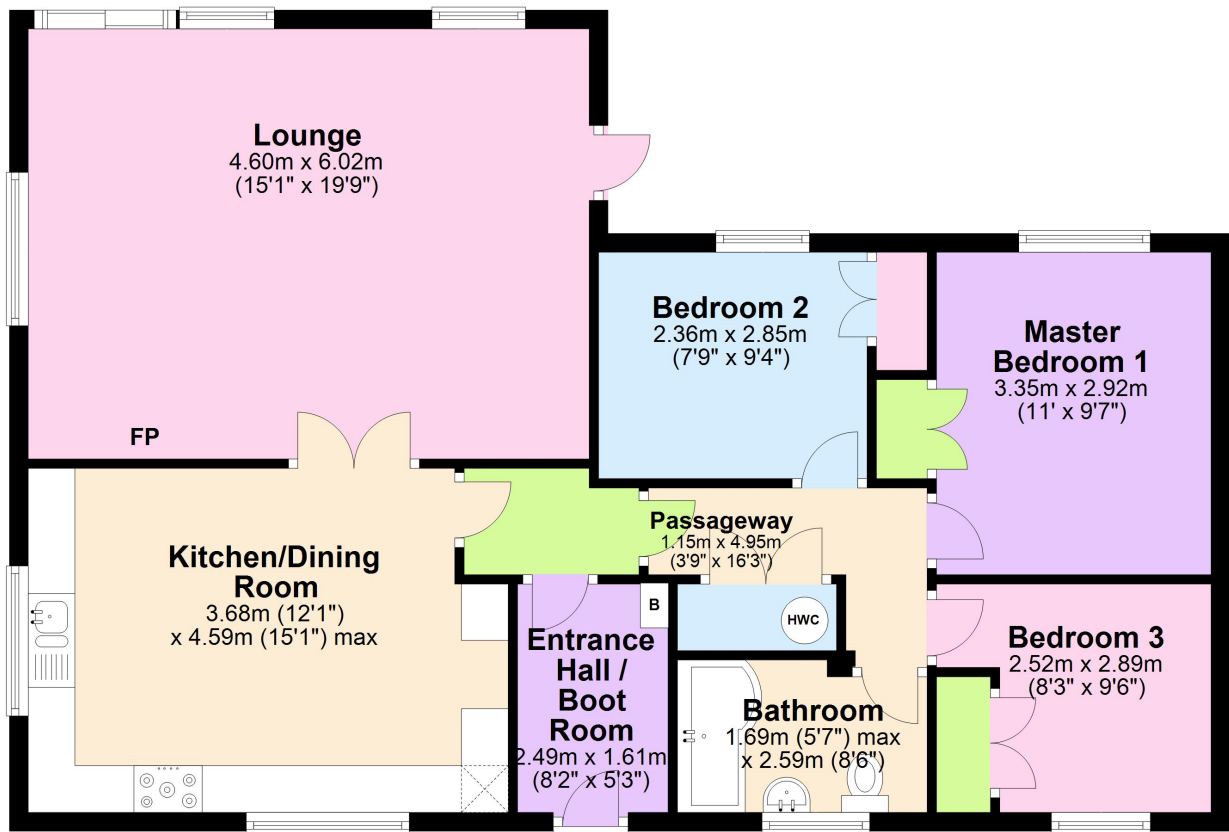 Lounge
4.60m x 6.02m
(15'1" x 19'9")
FP
Bedroom 2
2.36m x 2.85m
(7'9" x 9'4")
Master
Bedroom 1
3.35m x 2.92m
(11' x 9'7")
Kitchen/Dining
Room
3.68m (12'1")
x 4.59m (15'1") max
Passageway
1.15m x 4.95m
(3'9" x 16'3")
B
HWC
Entrance
Hall /
Boot
Room
2.49m x 1.61m
(8'2" x 5'3")
Bathroom
1.69m (5'7") max
x 2.59m (8'6")
Bedroom 3
2.52m x 2.89m
(8'3" x 9'6")